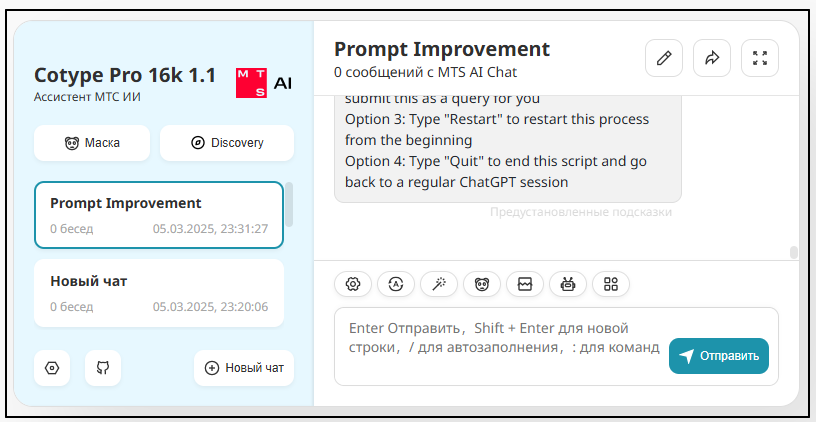 Cotype Pro 16k 1.1
Ассистент МТС ИИ
M T
S
AI
Маска
Discovery
Prompt Improvement
0 бесед 05.03.2025, 23:31:27
Новый чат
0 бесед 05.03.2025, 23:20:06
Новый чат
Prompt Improvement
0 сообщений с MTS AI Chat
submit this as a query for you
Option 3: Type "Restart" to restart this process
from the beginning
Option 4: Type "Quit" to end this script and go
back to a regular ChatGPT session
Предустановленные подсказки
A
Enter Отправить，Shift + Enter для новой
строки，/ для автозаполнения，: для команд
Отправить